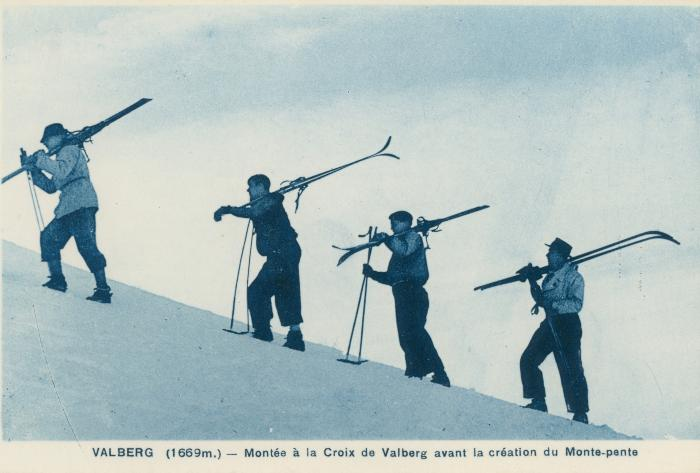 VALBERG (1669m.) — Montée à la Croix de Valberg avant la création du Monte-pente